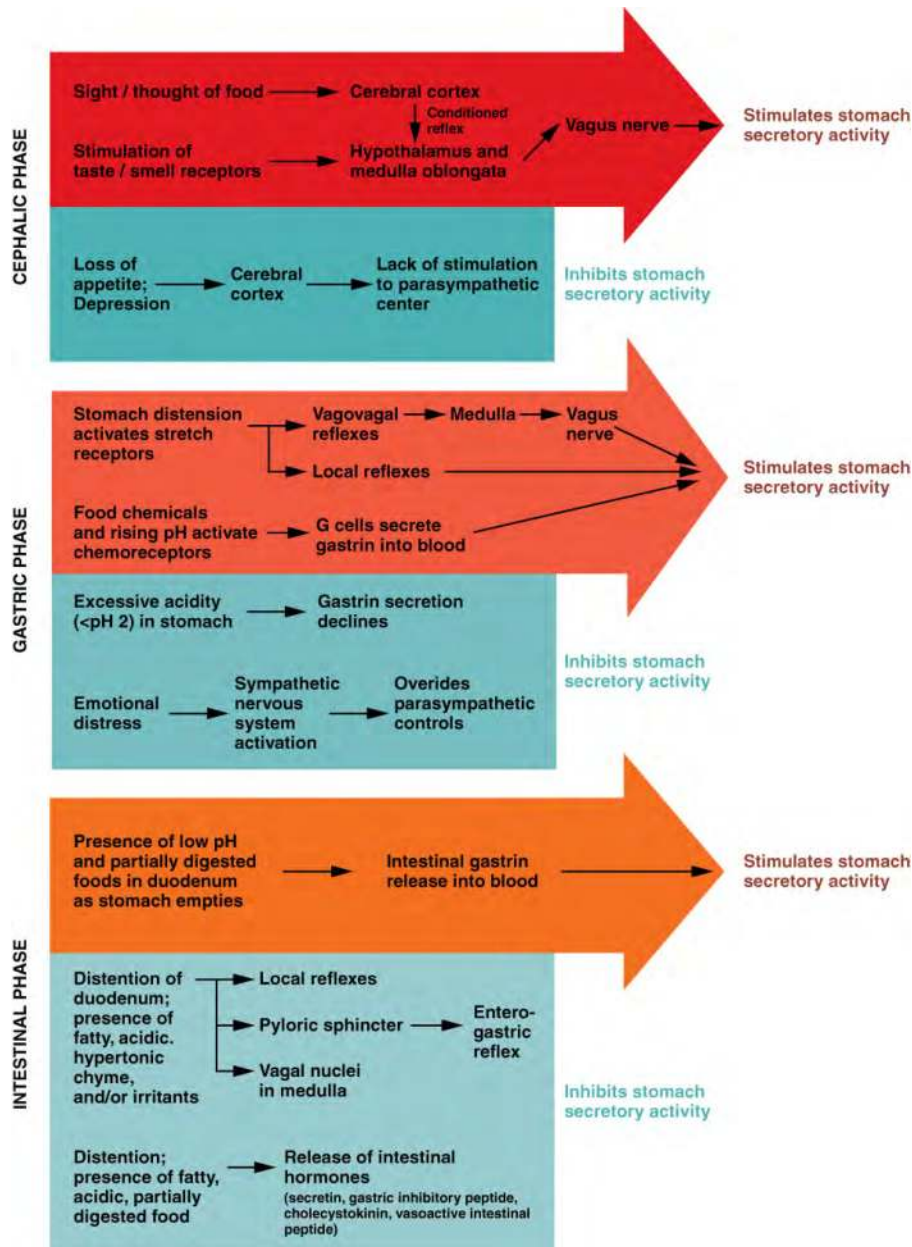 CEPHALIC PHASE
Sight / thought of food
Cerebral cortex
Conditioned
reflex
Stimulation of
taste / smell receptors
Hypothalamus and
medulla oblongata
Vagus nerve
Stimulates stomach
secretory activity
Loss of
appetite;
Depression
Cerebral
cortex
Lack of stimulation
to parasympathetic
center
Inhibits stomach
secretory activity
GASTRIC PHASE
Stomach distension
activates stretch
receptors
Vagovagal
reflexes
Medulla
Vagus
nerve
Local reflexes
Food chemicals
and rising pH activate
chemoreceptors
G cells secrete
gastrin into blood
Stimulates stomach
secretory activity
Excessive acidity
(<pH 2) in stomach
Gastrin secretion
declines
Emotional
distress
Sympathetic
nervous
system
activation
Overides
parasympathetic
controls
Inhibits stomach
secretory activity
INTESTINAL PHASE
Presence of low pH
and partially digested
foods in duodenum
as stomach empties
Intestinal gastrin
release into blood
Stimulates stomach
secretory activity
Distention of
duodenum;
presence of
fatty, acidic.
hypertonic
chyme,
and/or irritants
Local reflexes
Pyloric sphincter
Vagal nuclei
in medulla
Entero-
gastric
reflex
Distention;
presence of fatty,
acidic, partially
digested food
Release of intestinal
hormones
(secretin, gastric inhibitory peptide,
cholecystokinin, vasoactive intestinal
peptide)
Inhibits stomach
secretory activity